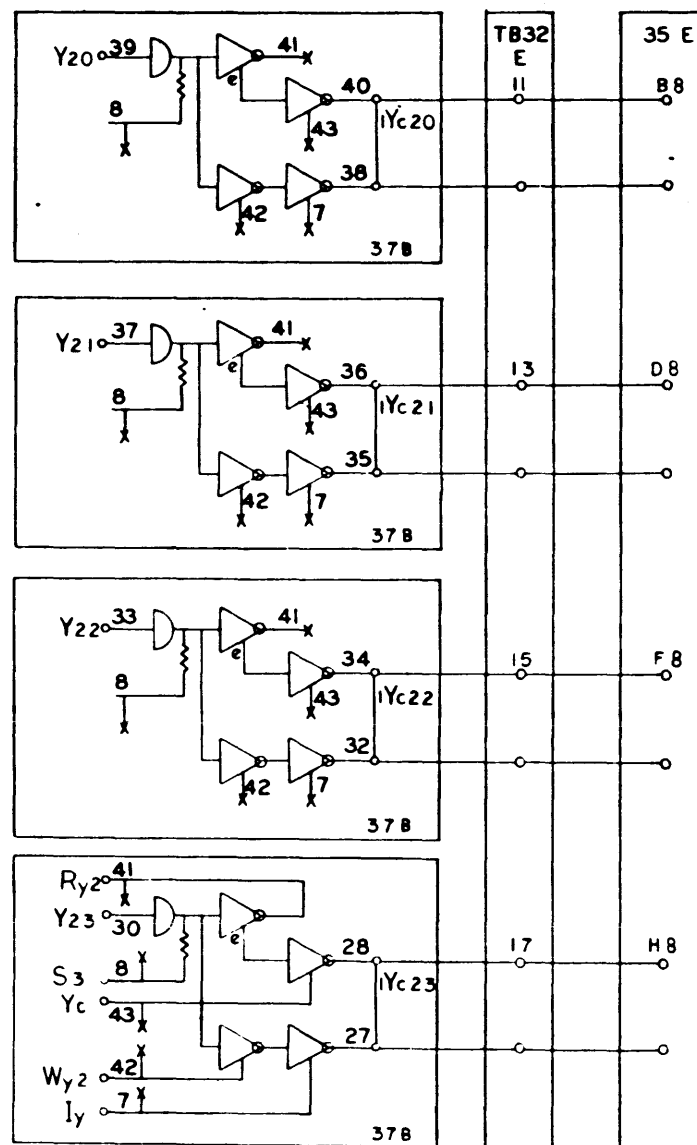 TB32 E
35 E
Y20 39 41
8
40 11 B8
43 1Yc20
38
42 7
37B
Y21 37 41
8
36 13 D8
43 1Yc21
35
42 7
37B
Y22 33 41
8
34 15 F8
43 1Yc22
32
42 7
37B
Ry2 41
Y23 30
e
e
e
e
S3 8
28 17 H8
Yc 43
1Yc23
27
Wy2 42
Iy 7
37B